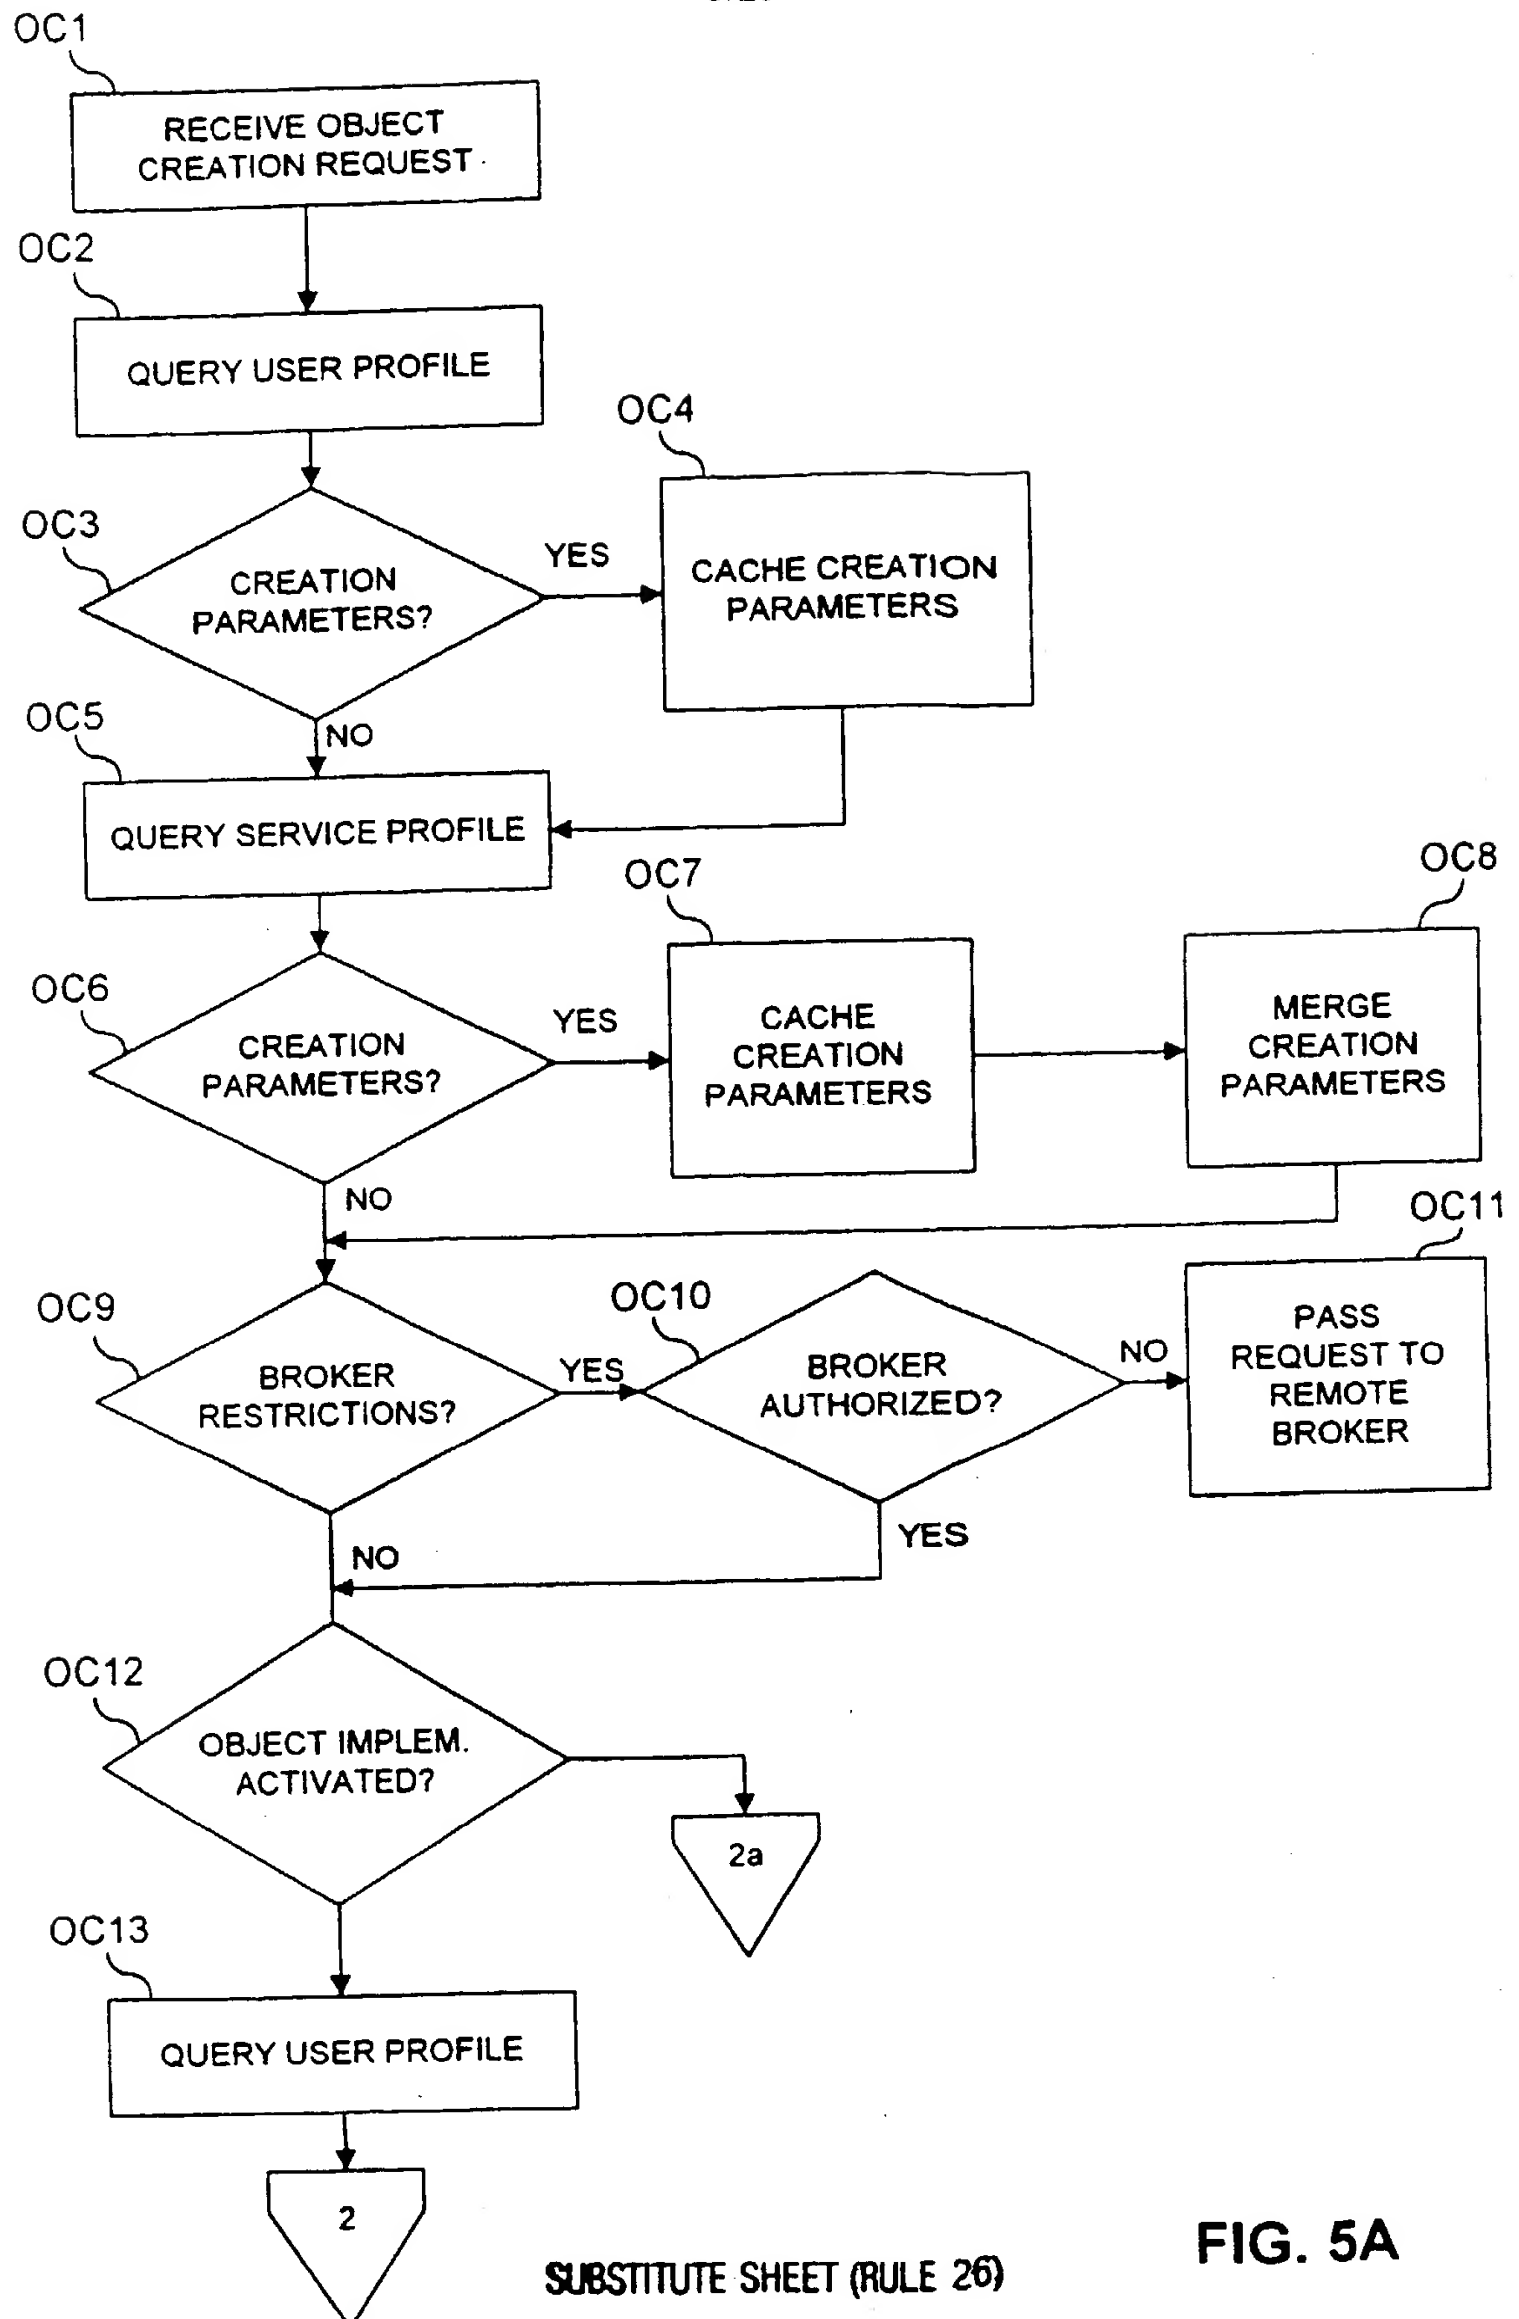 OC1
RECEIVE OBJECT
CREATION REQUEST
OC2
QUERY USER PROFILE
OC3
CREATION
PARAMETERS?
YES
OC4
CACHE CREATION
PARAMETERS
NO
OC5
QUERY SERVICE PROFILE
OC6
CREATION
PARAMETERS?
YES
OC7
CACHE
CREATION
PARAMETERS
OC8
MERGE
CREATION
PARAMETERS
NO
OC9
BROKER
RESTRICTIONS?
YES
OC10
BROKER
AUTHORIZED?
NO
OC11
PASS
REQUEST TO
REMOTE
BROKER
YES
NO
OC12
OBJECT IMPLEM.
ACTIVATED?
2a
OC13
QUERY USER PROFILE
2
SUBSTITUTE SHEET (RULE 26)
FIG. 5A